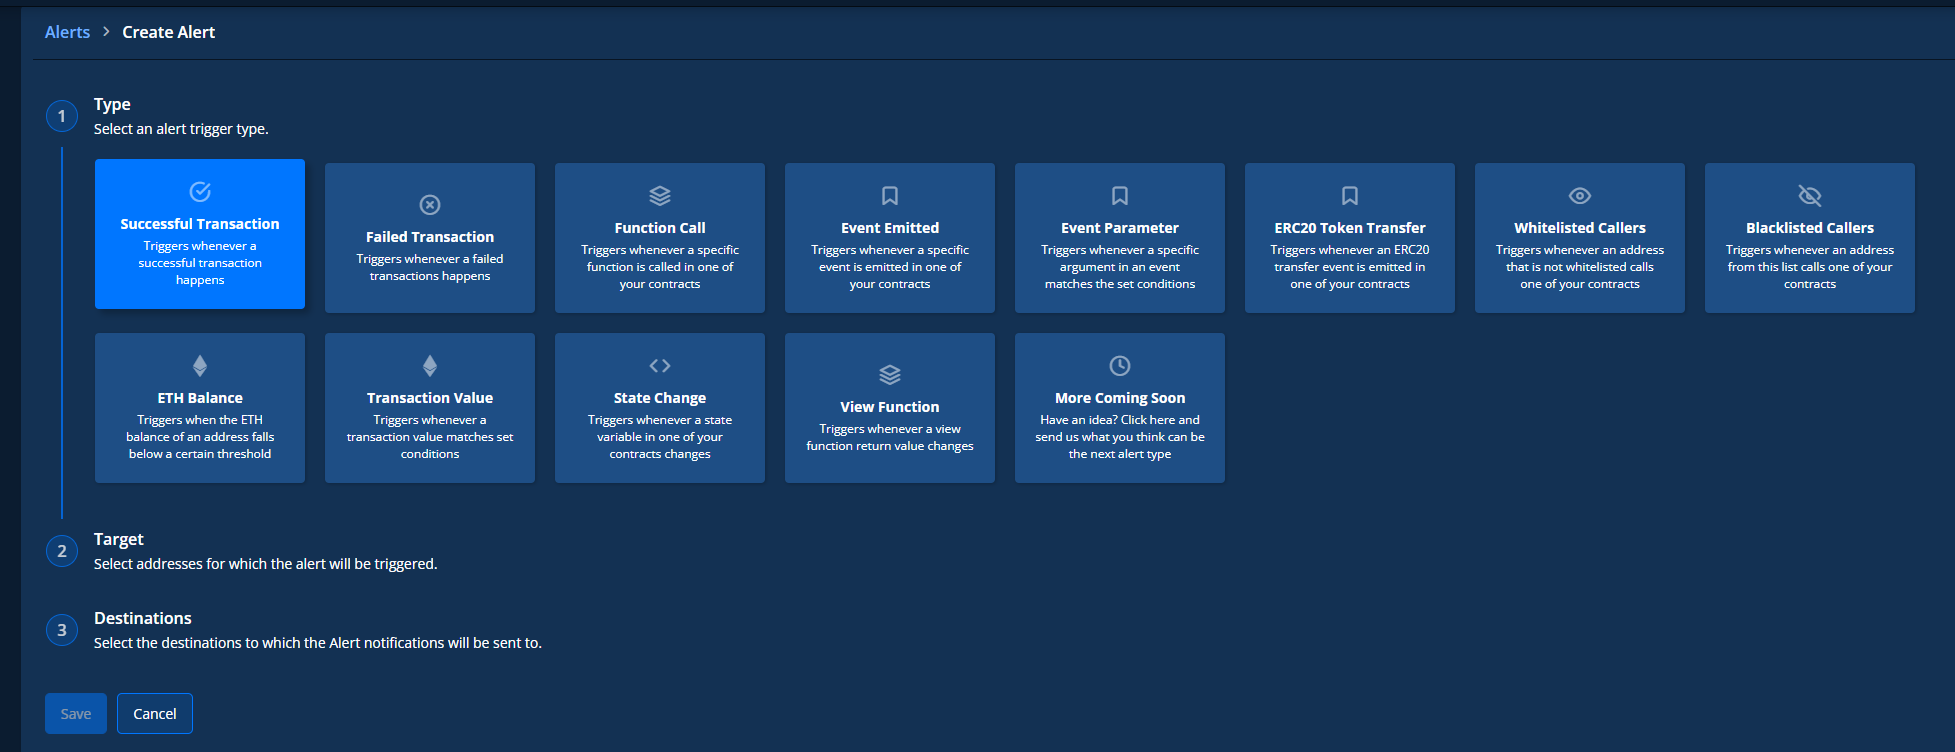 Alerts > Create Alert
1
Type
Select an alert trigger type.
Successful Transaction
Triggers whenever a
successful transaction
happens
Failed Transaction
Triggers whenever a failed
transactions happens
Function Call
Triggers whenever a specific
function is called in one of
your contracts
Event Emitted
Triggers whenever a specific
event is emitted in one of
your contracts
Event Parameter
Triggers whenever a specific
argument in an event
matches the set conditions
ERC20 Token Transfer
Triggers whenever an ERC20
transfer event is emitted in
one of your contracts
Whitelisted Callers
Triggers whenever an address
that is not whitelisted calls
one of your contracts
Blacklisted Callers
Triggers whenever an address
from this list calls one of your
contracts
ETH Balance
Triggers when the ETH
balance of an address falls
below a certain threshold
Transaction Value
Triggers whenever a
transaction value matches set
conditions
State Change
Triggers whenever a state
variable in one of your
contracts changes
View Function
Triggers whenever a view
function return value changes
More Coming Soon
Have an idea? Click here and
send us what you think can be
the next alert type
2
Target
Select addresses for which the alert will be triggered.
3
Destinations
Select the destinations to which the Alert notifications will be sent to.
Save
Cancel